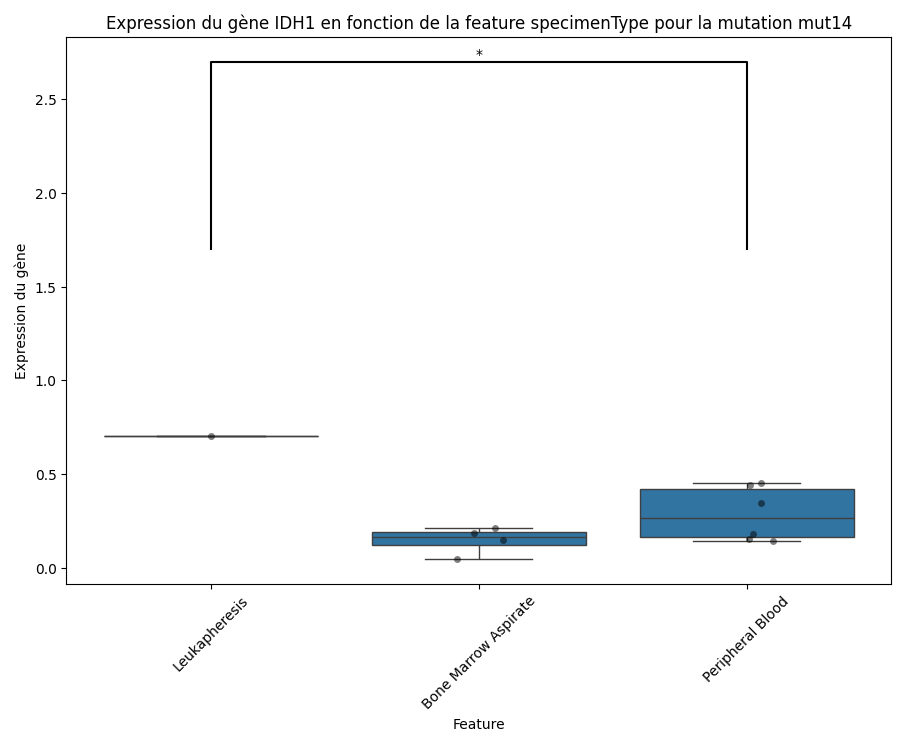 Expression du gène IDH1 en fonction de la feature specimenType pour la mutation mut14
*
2.5
2.0
1.5
1.0
0.5
0.0
Expression du gène
Leukapheresis
Bone Marrow Aspirate
Peripheral Blood
Feature